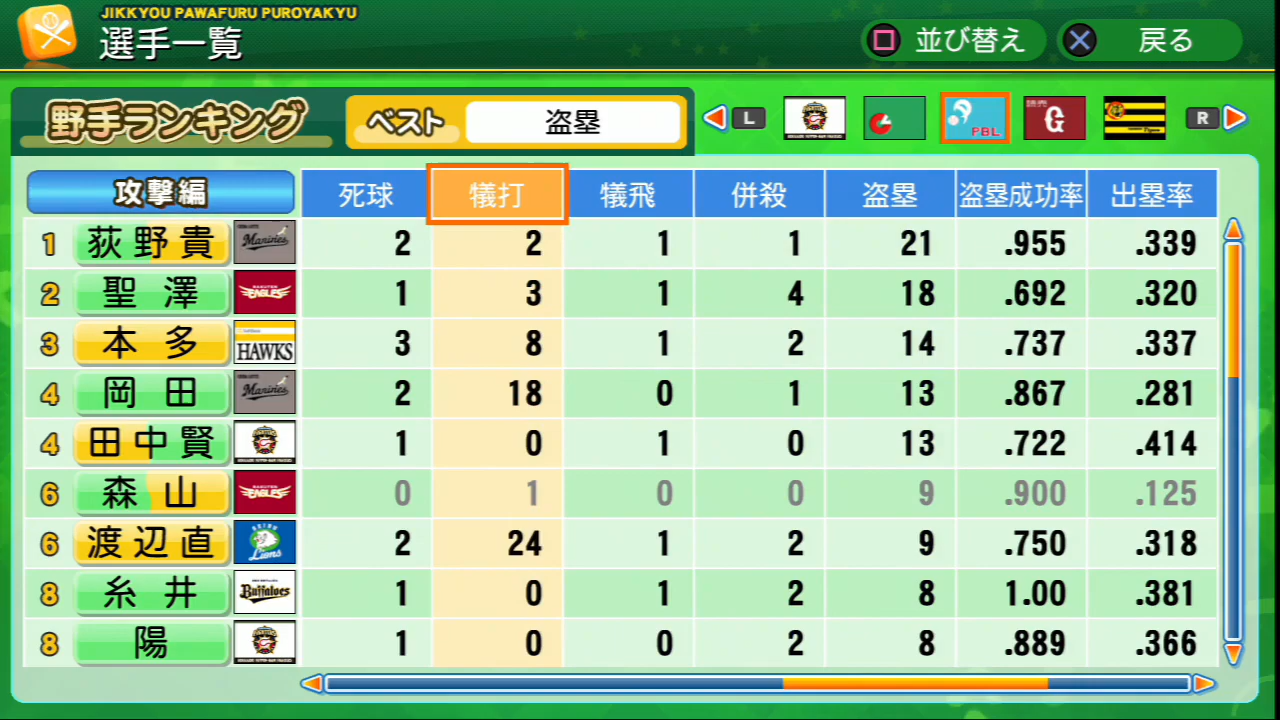 JIKKYOU PAWAFURU PUROYAKYU
選手一覧
並び替え 戻る
野手ランキング ベスト 盗塁 L PBL G R
攻撃編 死球 犠打 犠飛 併殺 盗塁 盗塁成功率 出塁率
1 荻野貴 Marines 2 2 1 1 21 .955 .339
2 聖澤 EAGLES 1 3 1 4 18 .692 .320
3 本多 HAWKS 3 8 1 2 14 .737 .337
4 岡田 Marines 2 18 0 1 13 .867 .281
4 田中賢 1 0 1 0 13 .722 .414
6 森山 EAGLES 0 1 0 0 9 .900 .125
6 渡辺直 Lions 2 24 1 2 9 .750 .318
8 糸井 Buffaloes 1 0 1 2 8 1.00 .381
8 陽 1 0 0 2 8 .889 .366